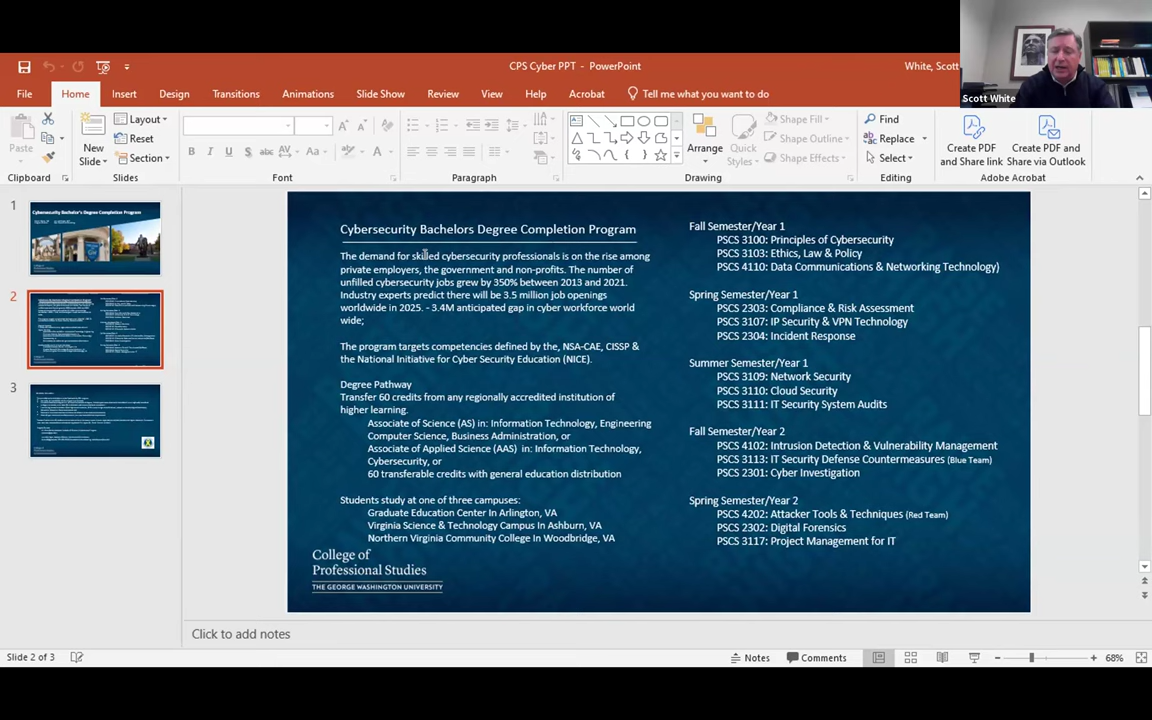 CPS Cyber PPT - PowerPoint
White, Scott
Scott White
File
Home
Insert
Design
Transitions
Animations
Slide Show
Review
View
Help
Acrobat
Tell me what you want to do
Paste
Clipboard
New
Slide
Layout
Reset
Section
Slides
B I U S abc AV Aa A
Font
Paragraph
Arrange
Quick
Styles
Shape Fill
Shape Outline
Shape Effects
Drawing
Find
Replace
Select
Editing
Create PDF
and Share link
Create PDF and
Share via Outlook
Adobe Acrobat
1
Cybersecurity Bachelor's Degree Completion Program
2
3
Cybersecurity Bachelors Degree Completion Program
The demand for skilled cybersecurity professionals is on the rise among
private employers, the government and non-profits. The number of
unfilled cybersecurity jobs grew by 350% between 2013 and 2021.
Industry experts predict there will be 3.5 million job openings
worldwide in 2025. - 3.4M anticipated gap in cyber workforce world
wide;
The program targets competencies defined by the, NSA-CAE, CISSP &
the National Initiative for Cyber Security Education (NICE).
Degree Pathway
Transfer 60 credits from any regionally accredited institution of
higher learning.
Associate of Science (AS) in: Information Technology, Engineering
Computer Science, Business Administration, or
Associate of Applied Science (AAS) in: Information Technology,
Cybersecurity, or
60 transferable credits with general education distribution
Students study at one of three campuses:
Graduate Education Center In Arlington, VA
Virginia Science & Technology Campus In Ashburn, VA
Northern Virginia Community College In Woodbridge, VA
College of
Professional Studies
THE GEORGE WASHINGTON UNIVERSITY
Fall Semester/Year 1
PSCS 3100: Principles of Cybersecurity
PSCS 3103: Ethics, Law & Policy
PSCS 4110: Data Communications & Networking Technology)
Spring Semester/Year 1
PSCS 2303: Compliance & Risk Assessment
PSCS 3107: IP Security & VPN Technology
PSCS 2304: Incident Response
Summer Semester/Year 1
PSCS 3109: Network Security
PSCS 3110: Cloud Security
PSCS 3111: IT Security System Audits
Fall Semester/Year 2
PSCS 4102: Intrusion Detection & Vulnerability Management
PSCS 3113: IT Security Defense Countermeasures (Blue Team)
PSCS 2301: Cyber Investigation
Spring Semester/Year 2
PSCS 4202: Attacker Tools & Techniques (Red Team)
PSCS 2302: Digital Forensics
PSCS 3117: Project Management for IT
Click to add notes
Slide 2 of 3
Notes
Comments
68%